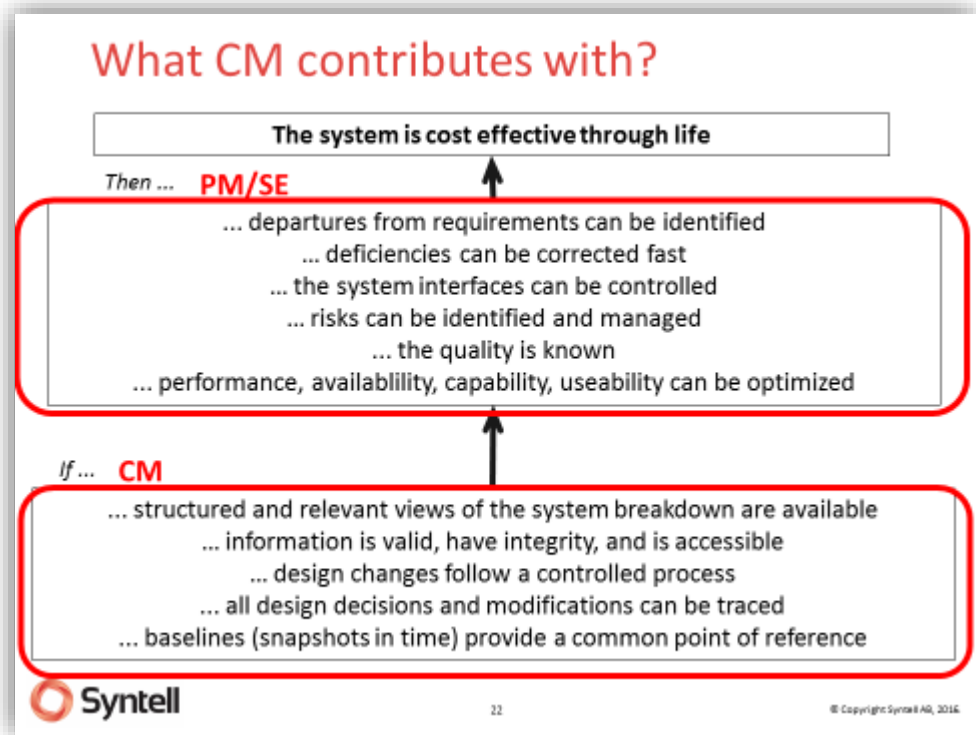 What CM contributes with?
The system is cost effective through life
Then ... PM/SE
... departures from requirements can be identified
... deficiencies can be corrected fast
... the system interfaces can be controlled
... risks can be identified and managed
... the quality is known
... performance, availablility, capability, useability can be optimized
If ... CM
... structured and relevant views of the system breakdown are available
... information is valid, have integrity, and is accessible
... design changes follow a controlled process
... all design decisions and modifications can be traced
... baselines (snapshots in time) provide a common point of reference
Syntell
22
© Copyright Syntell AB, 2016.